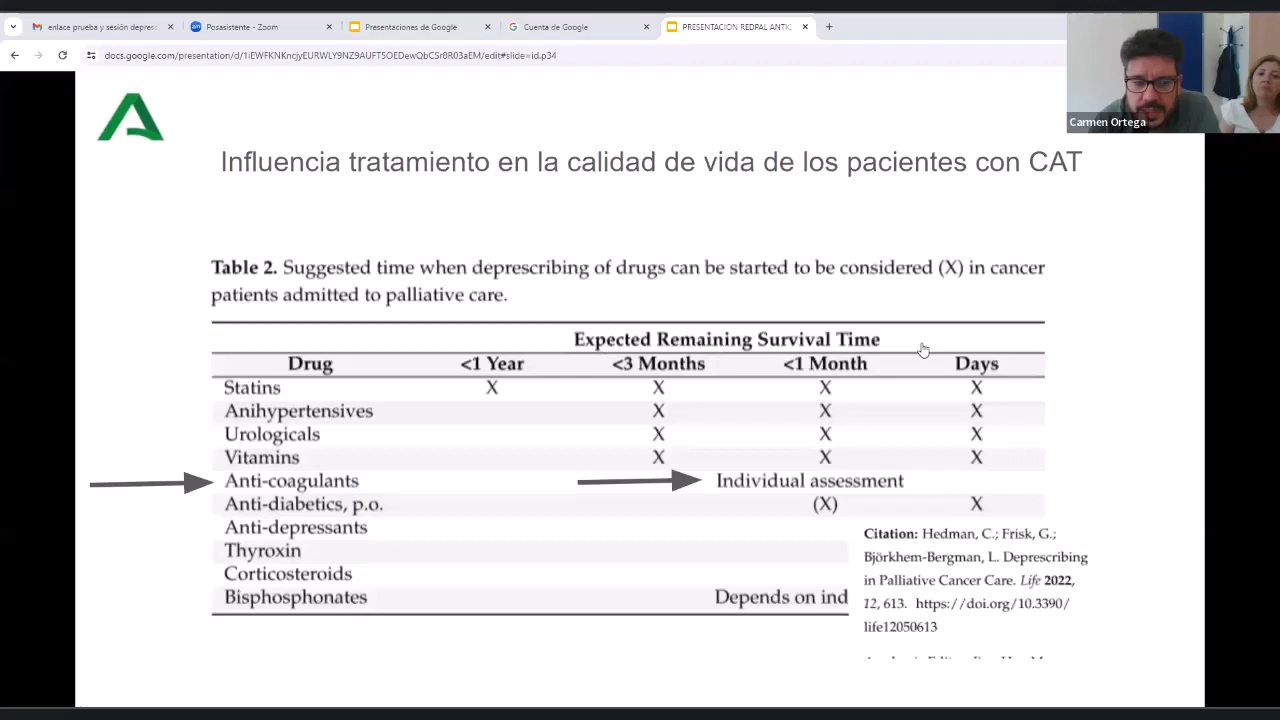 enlace prueba y sesión depres
Posasistente - Zoom
Presentaciones de Google
Cuenta de Google
PRESENTACION REDPAL ANTIC
docs.google.com/presentation/d/1iEWFKNKncjyEURWLY9NZ9AUFT5OEDewQbCSr8R03aEM/edit#slide=id.p34
Carmen Ortega
Influencia tratamiento en la calidad de vida de los pacientes con CAT
Table 2. Suggested time when deprescribing of drugs can be started to be considered (X) in cancer
patients admitted to palliative care.
Expected Remaining Survival Time
Drug <1 Year <3 Months <1 Month Days
Statins X X X X
Anihypertensives X X X
Urologicals X X X
Vitamins X X X
Anti-coagulants Individual assessment
Anti-diabetics, p.o. (X) X
Anti-depressants
Thyroxin
Corticosteroids
Bisphosphonates Depends on ind
Citation: Hedman, C.; Frisk, G.;
Björkhem-Bergman, L. Deprescribing
in Palliative Cancer Care. Life 2022,
12, 613. https://doi.org/10.3390/
life12050613